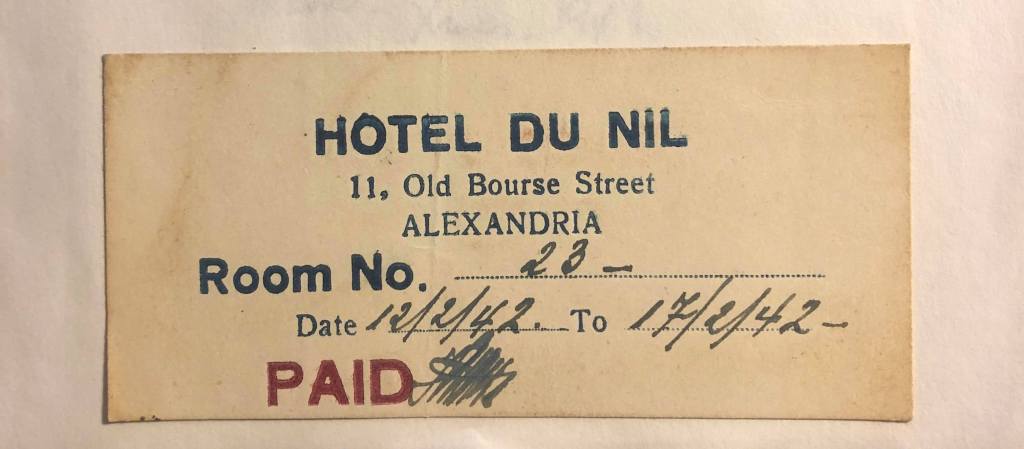 HÔTEL DU NIL
11, Old Bourse Street
ALEXANDRIA
Room No. 23 -
Date 12/2/42. To 17/2/42 -
PAID